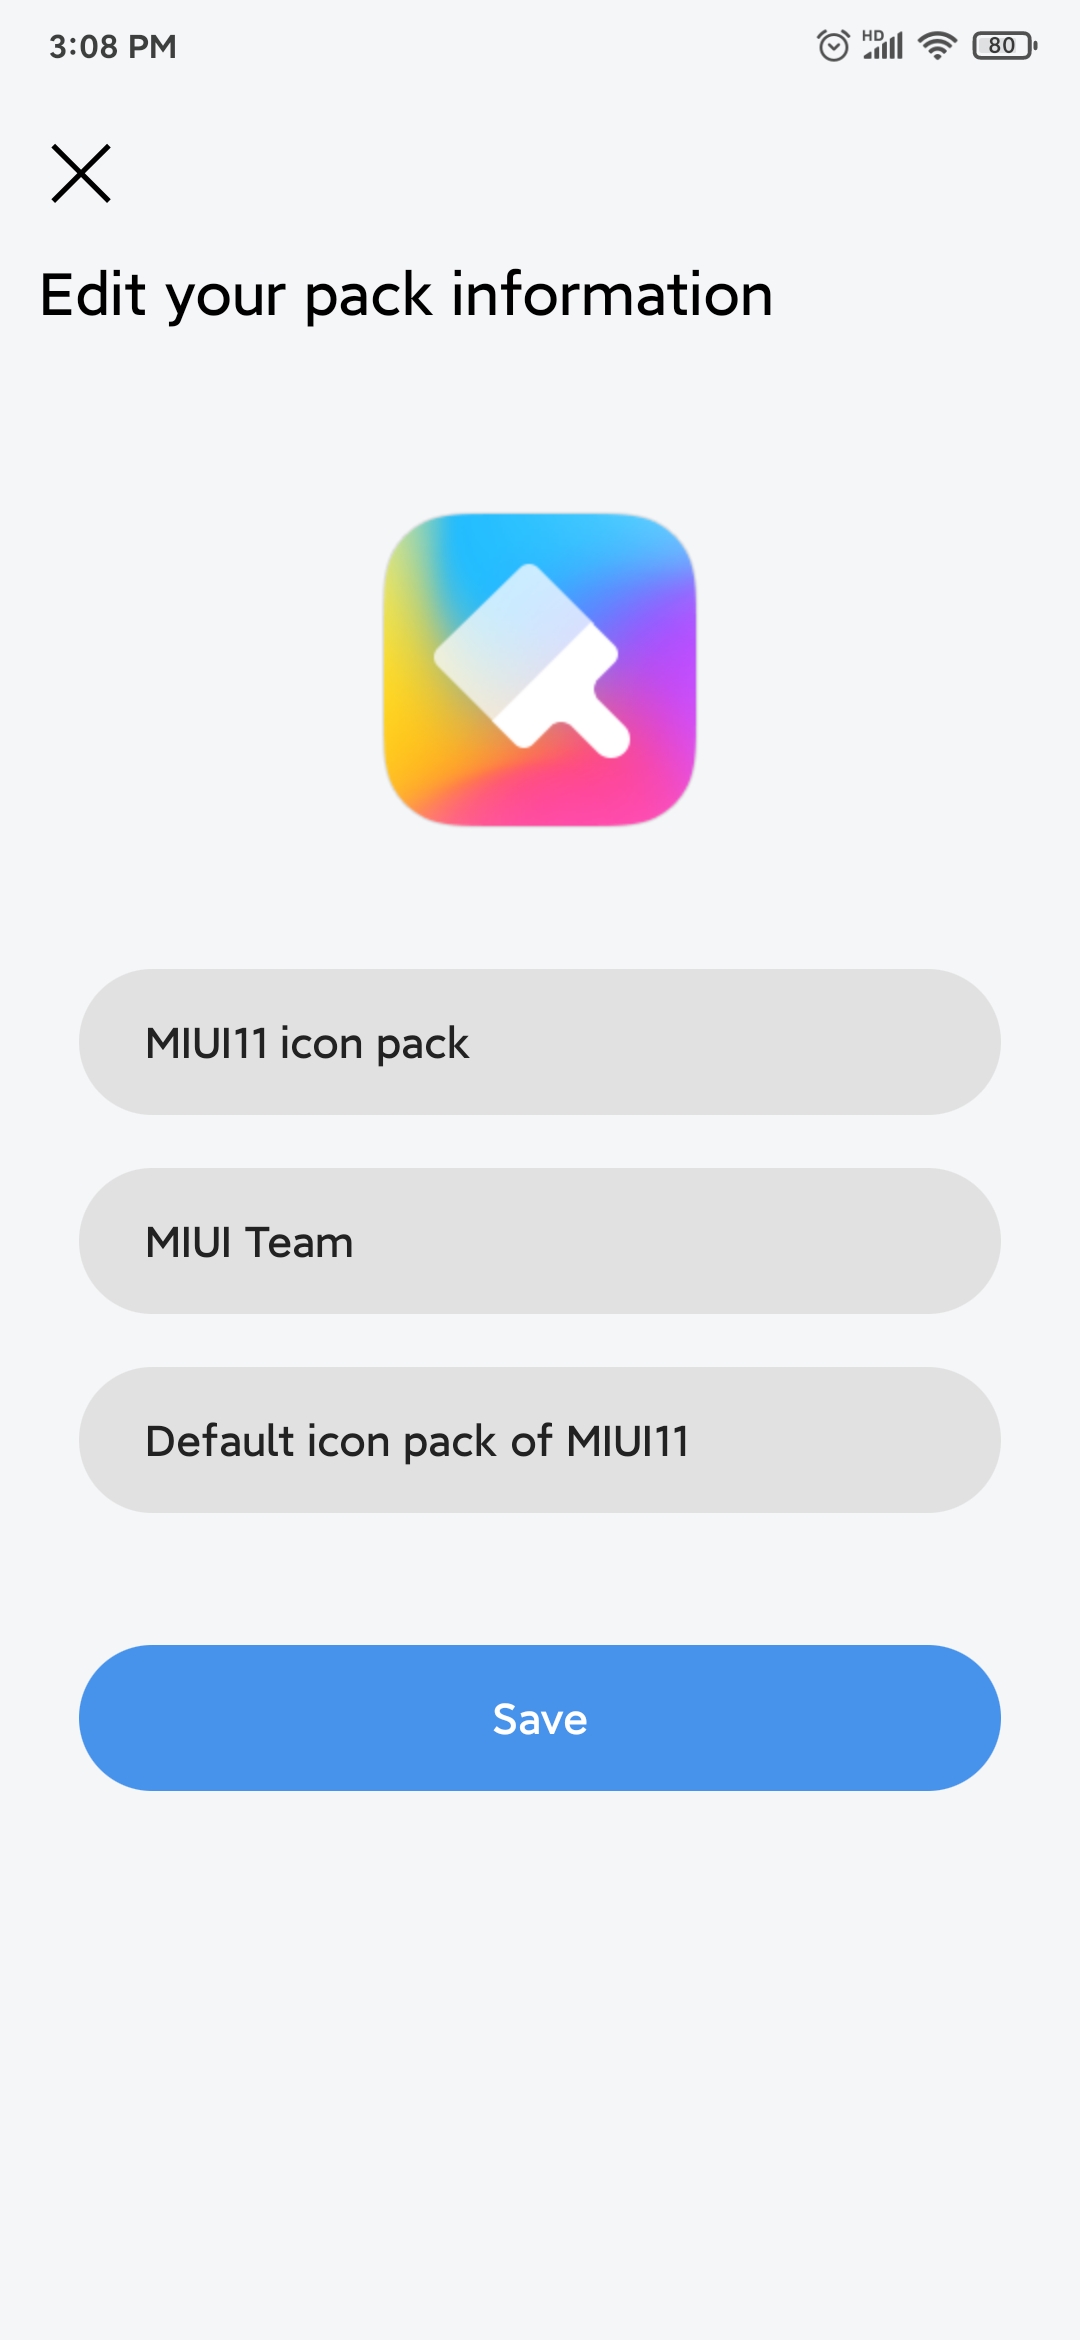 3:08 PM HD 80
Edit your pack information
MIUI11 icon pack
MIUI Team
Default icon pack of MIUI11
Save